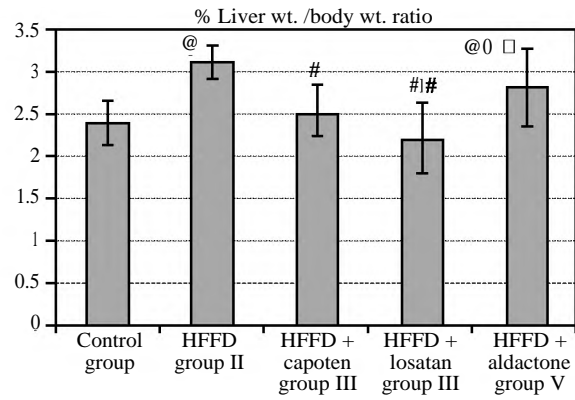 % Liver wt. /body wt. ratio
3.5
3
2.5
2
1.5
1
0.5
0
@
#
#]#
@0 □
Control group
HFFD group II
HFFD + capoten group III
HFFD + losatan group III
HFFD + aldactone group V